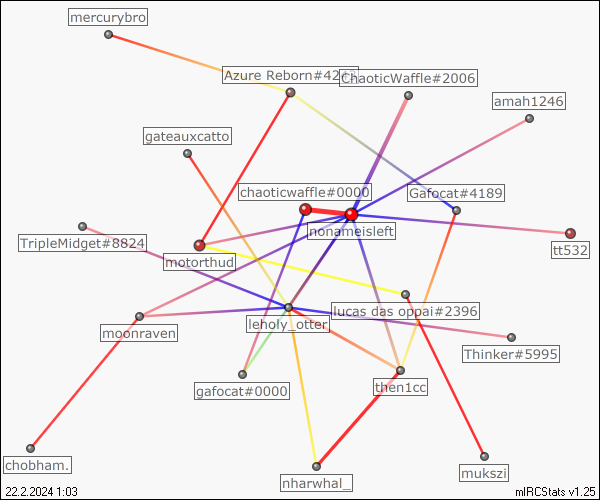 mercurybro
Azure Reborn#4
ChaoticWaffle#2006
amah1246
gateauxcatto
chaoticwaffle#0000
Gafocat#4189
nonameisleft
TripleMidget#8824
motorthud
tt532
lucas das oppai#2396
leholy_otter
moonraven
Thinker#5995
gafocat#0000
then1cc
chobham.
mukszi
nharwhal_
22.2.2024 1:03
mIRCStats v1.25